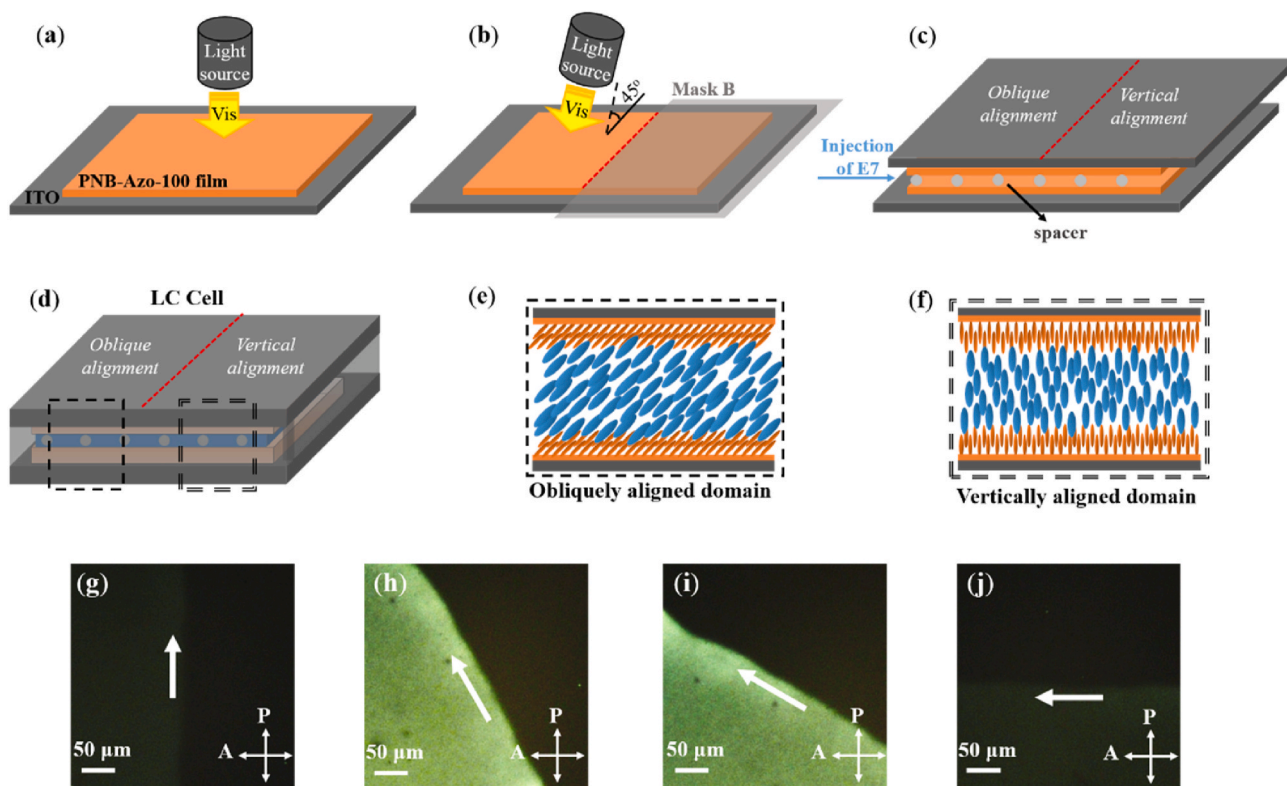 (a)
Light
source
Vis
PNB-Azo-100 film
ITO
(b)
Light
source
Vis
45°
Mask B
(c)
Oblique
alignment
Vertical
alignment
Injection
of E7
spacer
(d)
LC Cell
Oblique
alignment
Vertical
alignment
(e)
Obliquely aligned domain
(f)
Vertically aligned domain
(g)
P
A
50 μm
(h)
P
A
50 μm
(i)
P
A
50 μm
(j)
P
A
50 μm